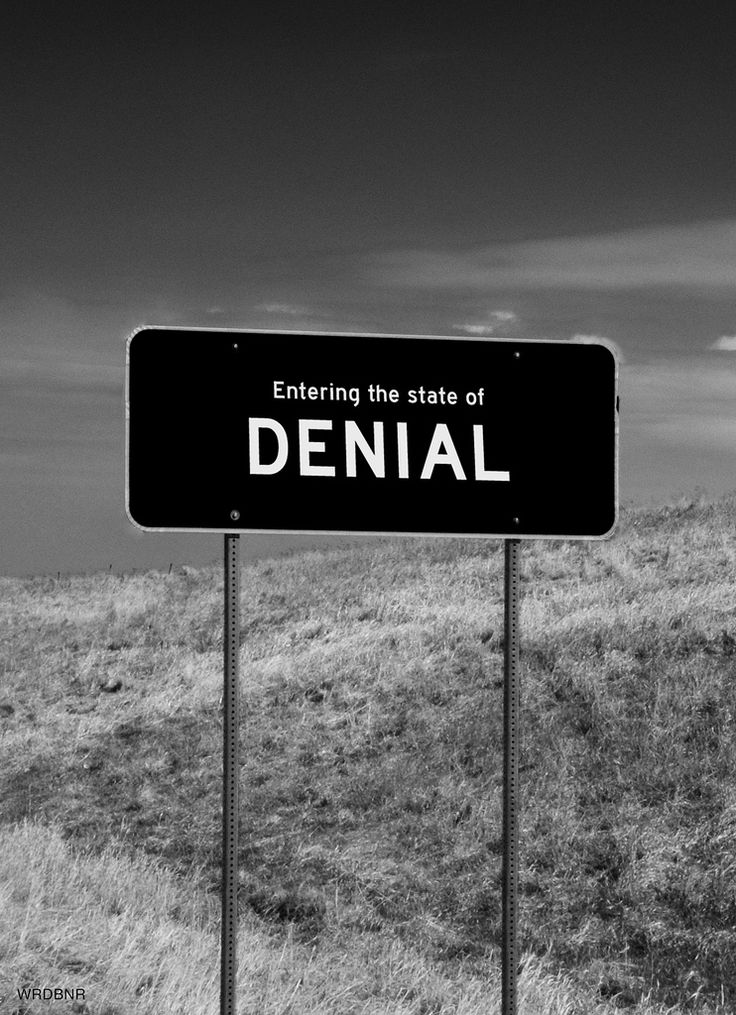 Entering the state of
DENIAL
WRDBNR